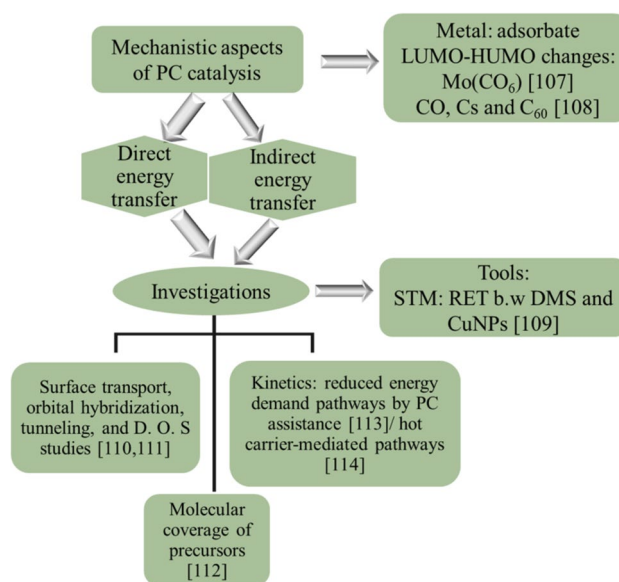 Mechanistic aspects
of PC catalysis
Metal: adsorbate
LUMO-HUMO changes:
Mo(CO₆) [107]
CO, Cs and C₆₀ [108]
Direct
energy
transfer
Indirect
energy
transfer
Investigations
Tools:
STM: RET b.w DMS and
CuNPs [109]
Surface transport,
orbital hybridization,
tunneling, and D. O. S
studies [110,111]
Kinetics: reduced energy
demand pathways by PC
assistance [113]/ hot
carrier-mediated pathways
[114]
Molecular
coverage of
precursors
[112]